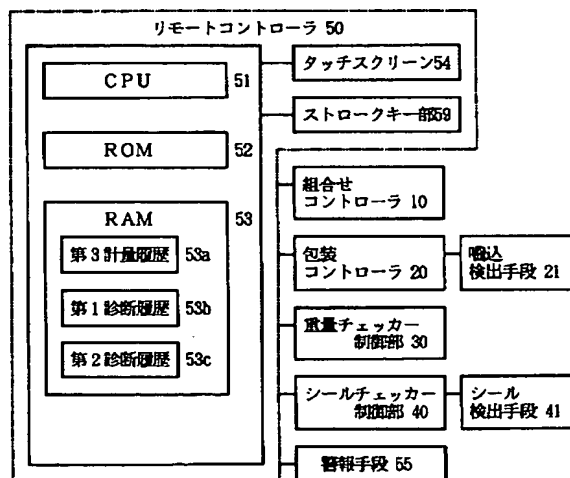 リモートコントローラ 50
CPU 51
ROM 52
RAM 53
第3計量履歴 53a
第1診断履歴 53b
第2診断履歴 53c
タッチスクリーン54
ストロークキー部59
組合せ
コントローラ 10
包装
コントローラ 20
噛込
検出手段 21
重量チェッカー
制御部 30
シールチェッカー
制御部 40
シール
検出手段 41
警報手段 55